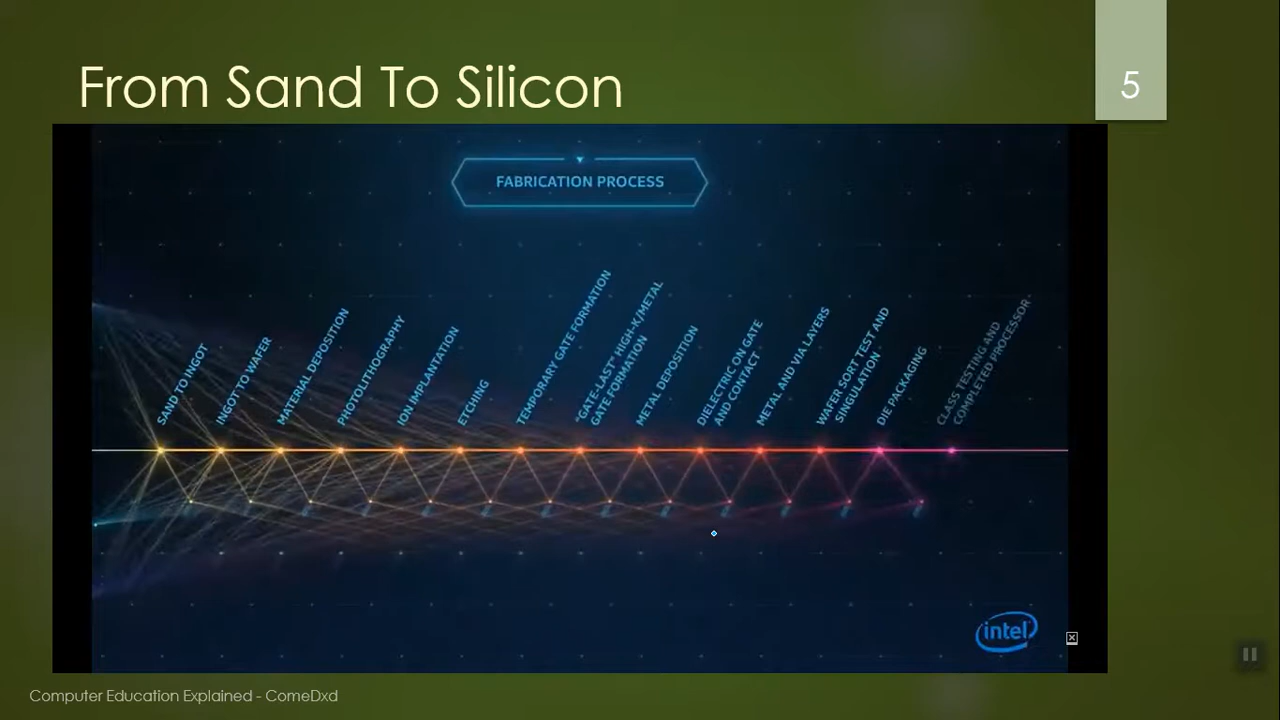 From Sand To Silicon
5
FABRICATION PROCESS
SAND TO INGOT
INGOT TO WAFER
MATERIAL DEPOSITION
PHOTOLITHOGRAPHY
ION IMPLANTATION
ETCHING
TEMPORARY GATE FORMATION
"GATE-LAST" HIGH-K/METAL
GATE FORMATION
METAL DEPOSITION
DIELECTRIC ON GATE
AND CONTACT
METAL AND VIA LAYERS
WAFER SORT TEST AND
SINGULATION
DIE PACKAGING
CLASS TESTING AND
COMPLETED PROCESSOR
intel
Computer Education Explained - ComeDxd